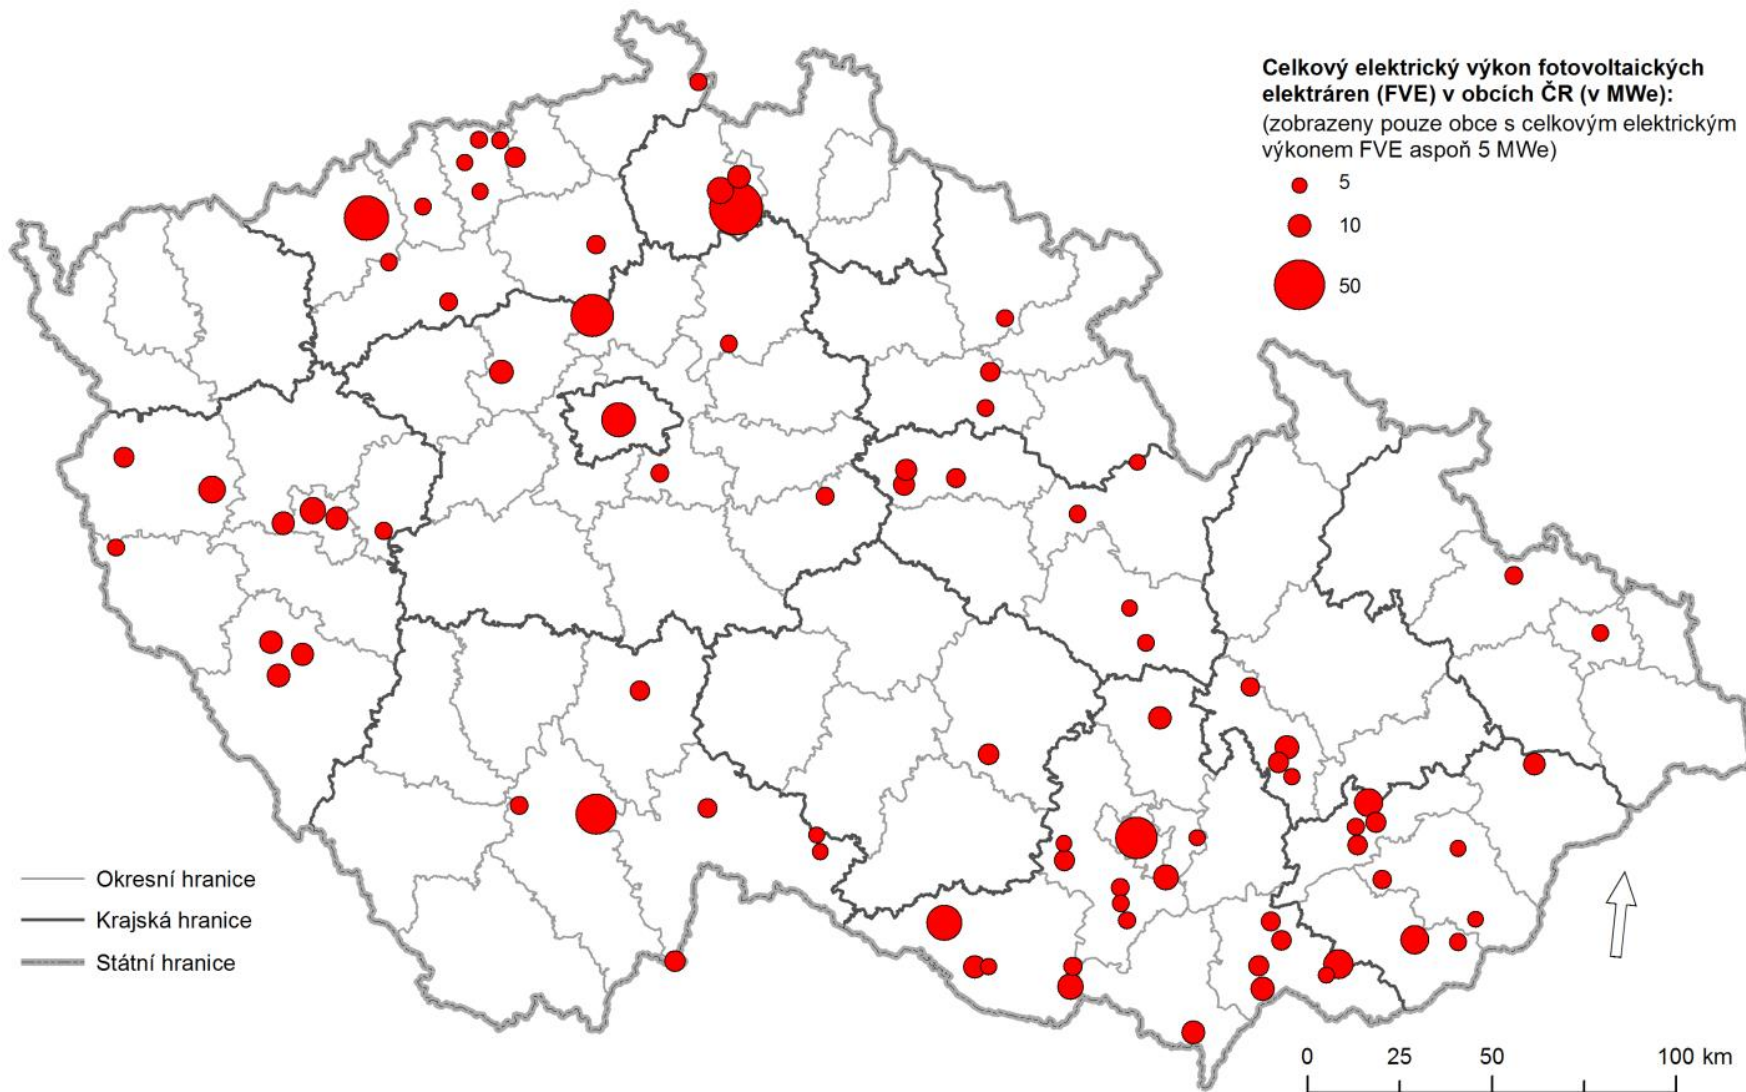 Celkový elektrický výkon fotovoltaických
elektráren (FVE) v obcích ČR (v MWe):
(zobrazeny pouze obce s celkovým elektrickým
výkonem FVE aspoň 5 MWe)
5
10
50
Okresní hranice
Krajská hranice
Státní hranice
0 25 50 100 km